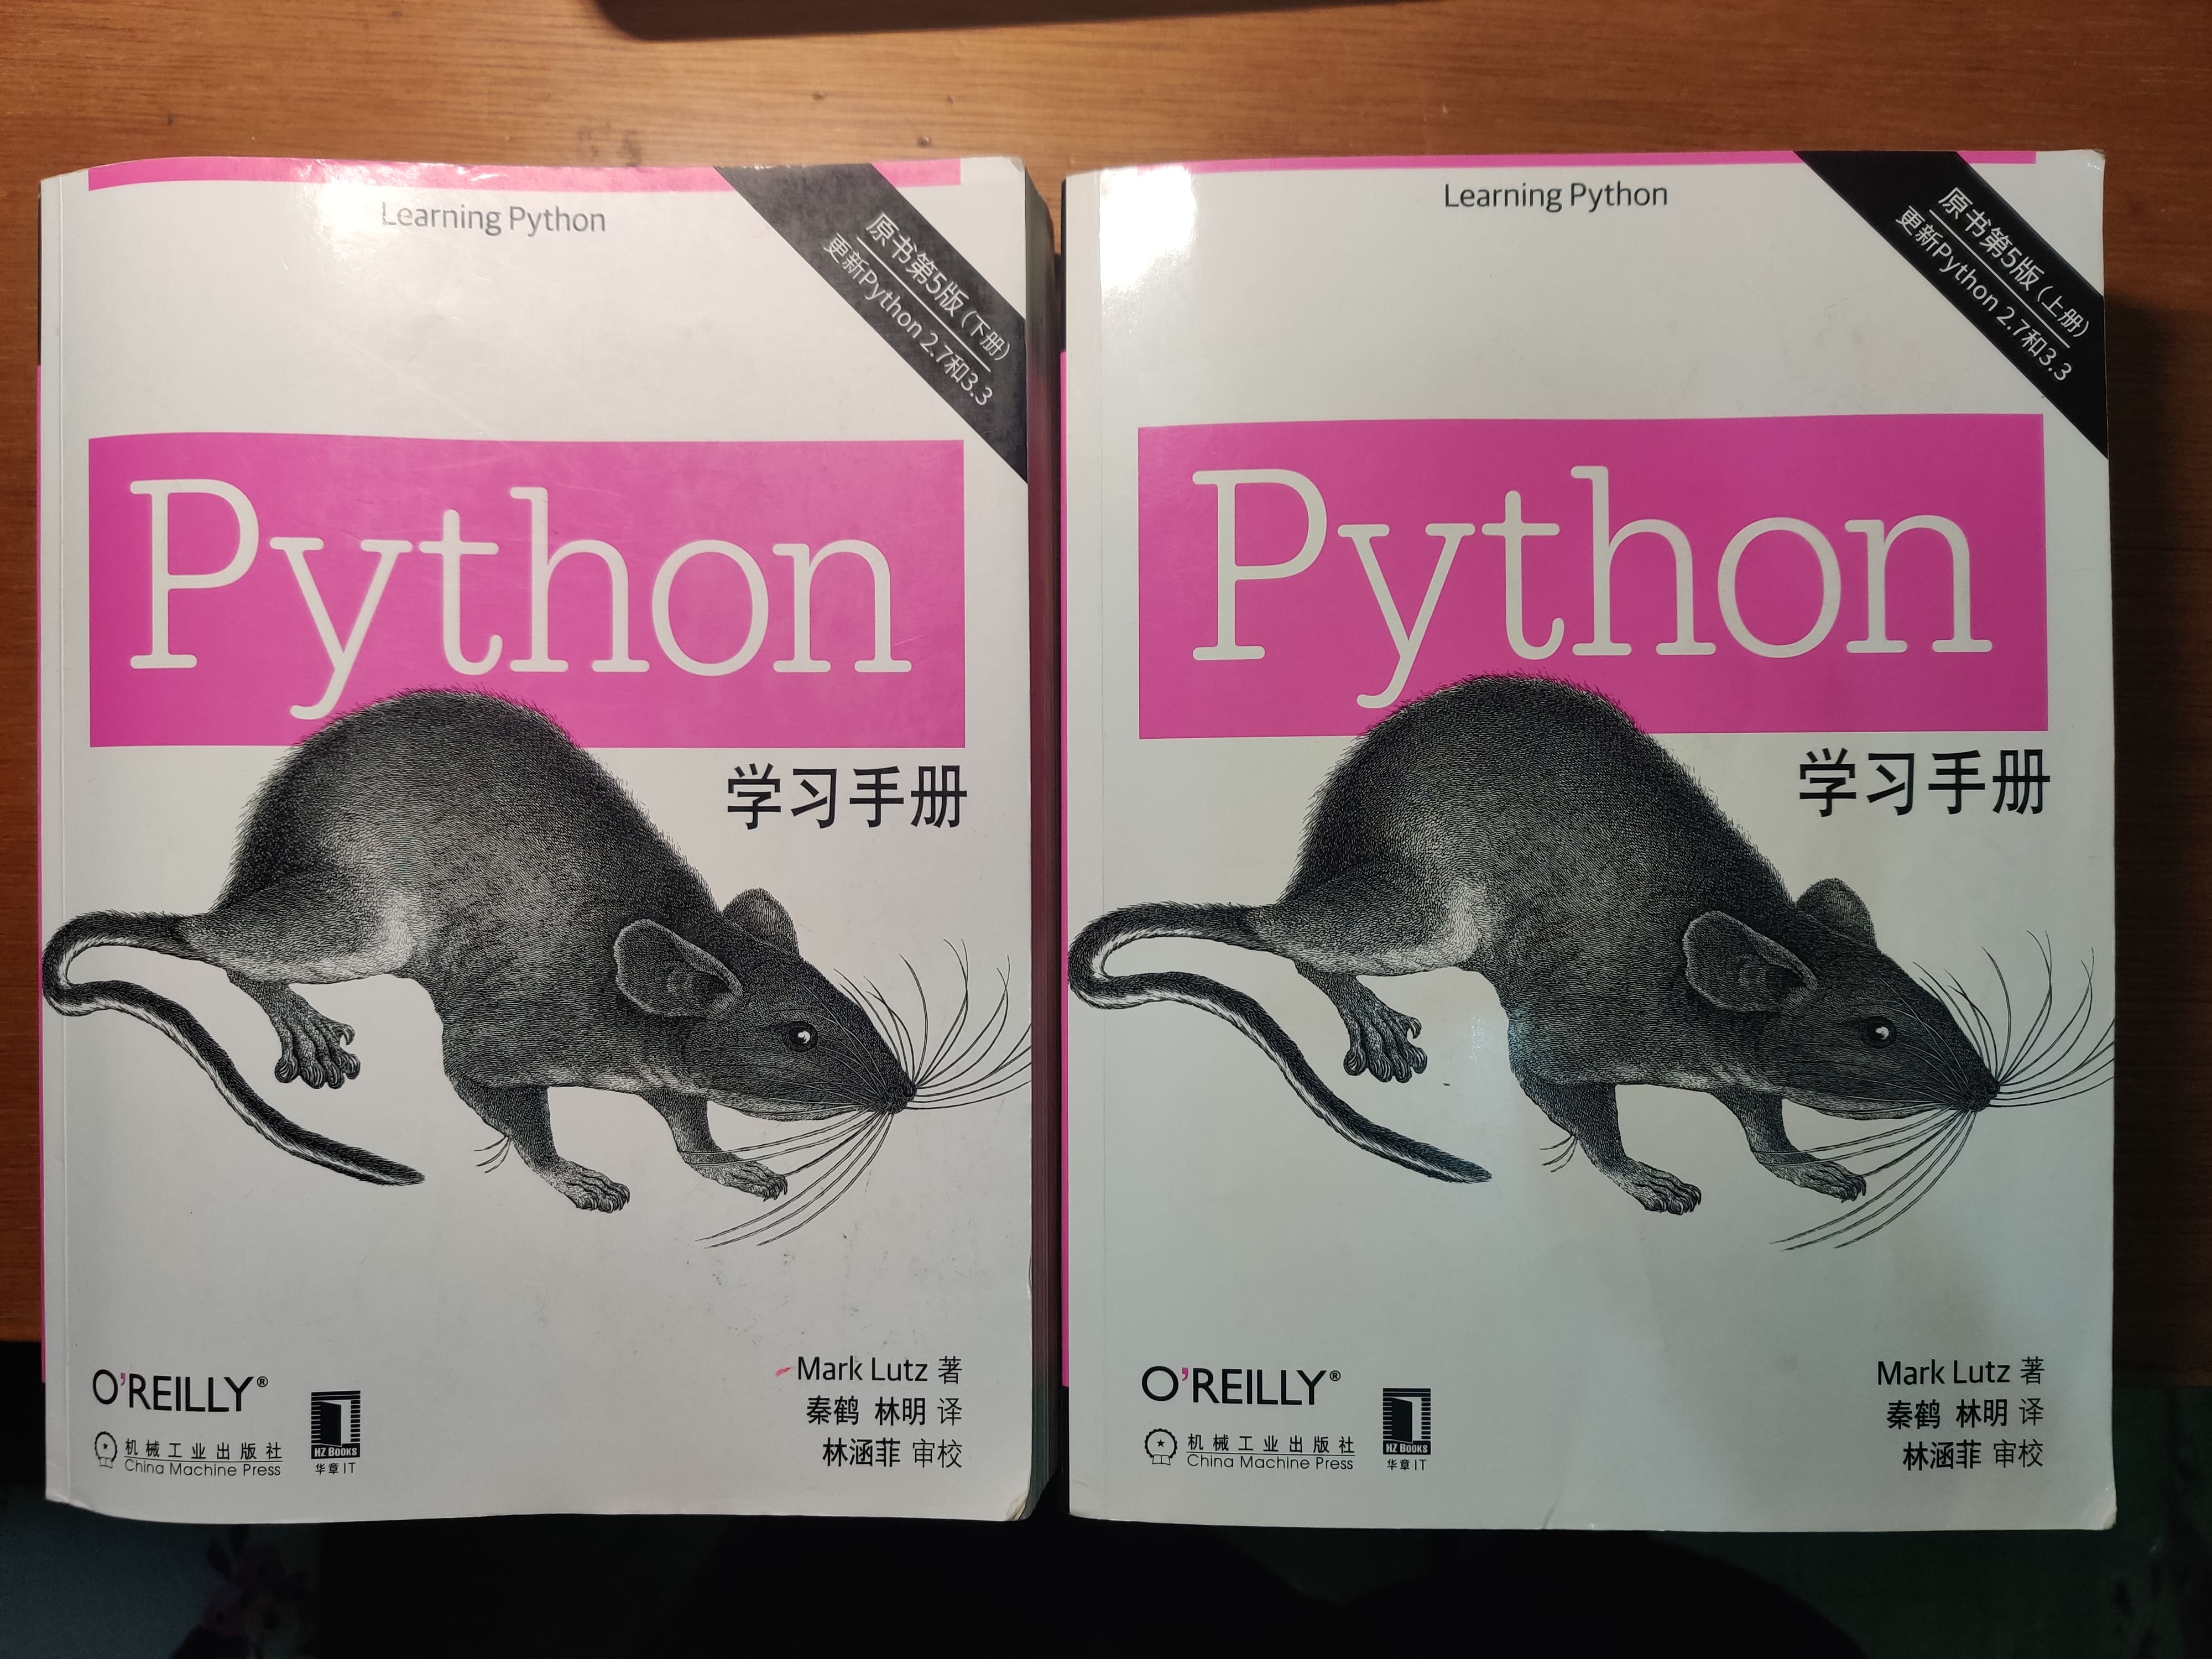 Learning Python
原书第5版（下册）
更新Python 2.7和3.3
Python
学习手册
Mark Lutz 著
秦鹤 林明 译
林涵菲 审校
O'REILLY®
机械工业出版社
China Machine Press
HZ BOOKS
华章IT
Learning Python
原书第5版（上册）
更新Python 2.7和3.3
Python
学习手册
Mark Lutz 著
秦鹤 林明 译
林涵菲 审校
O'REILLY®
机械工业出版社
China Machine Press
HZ BOOKS
华章IT